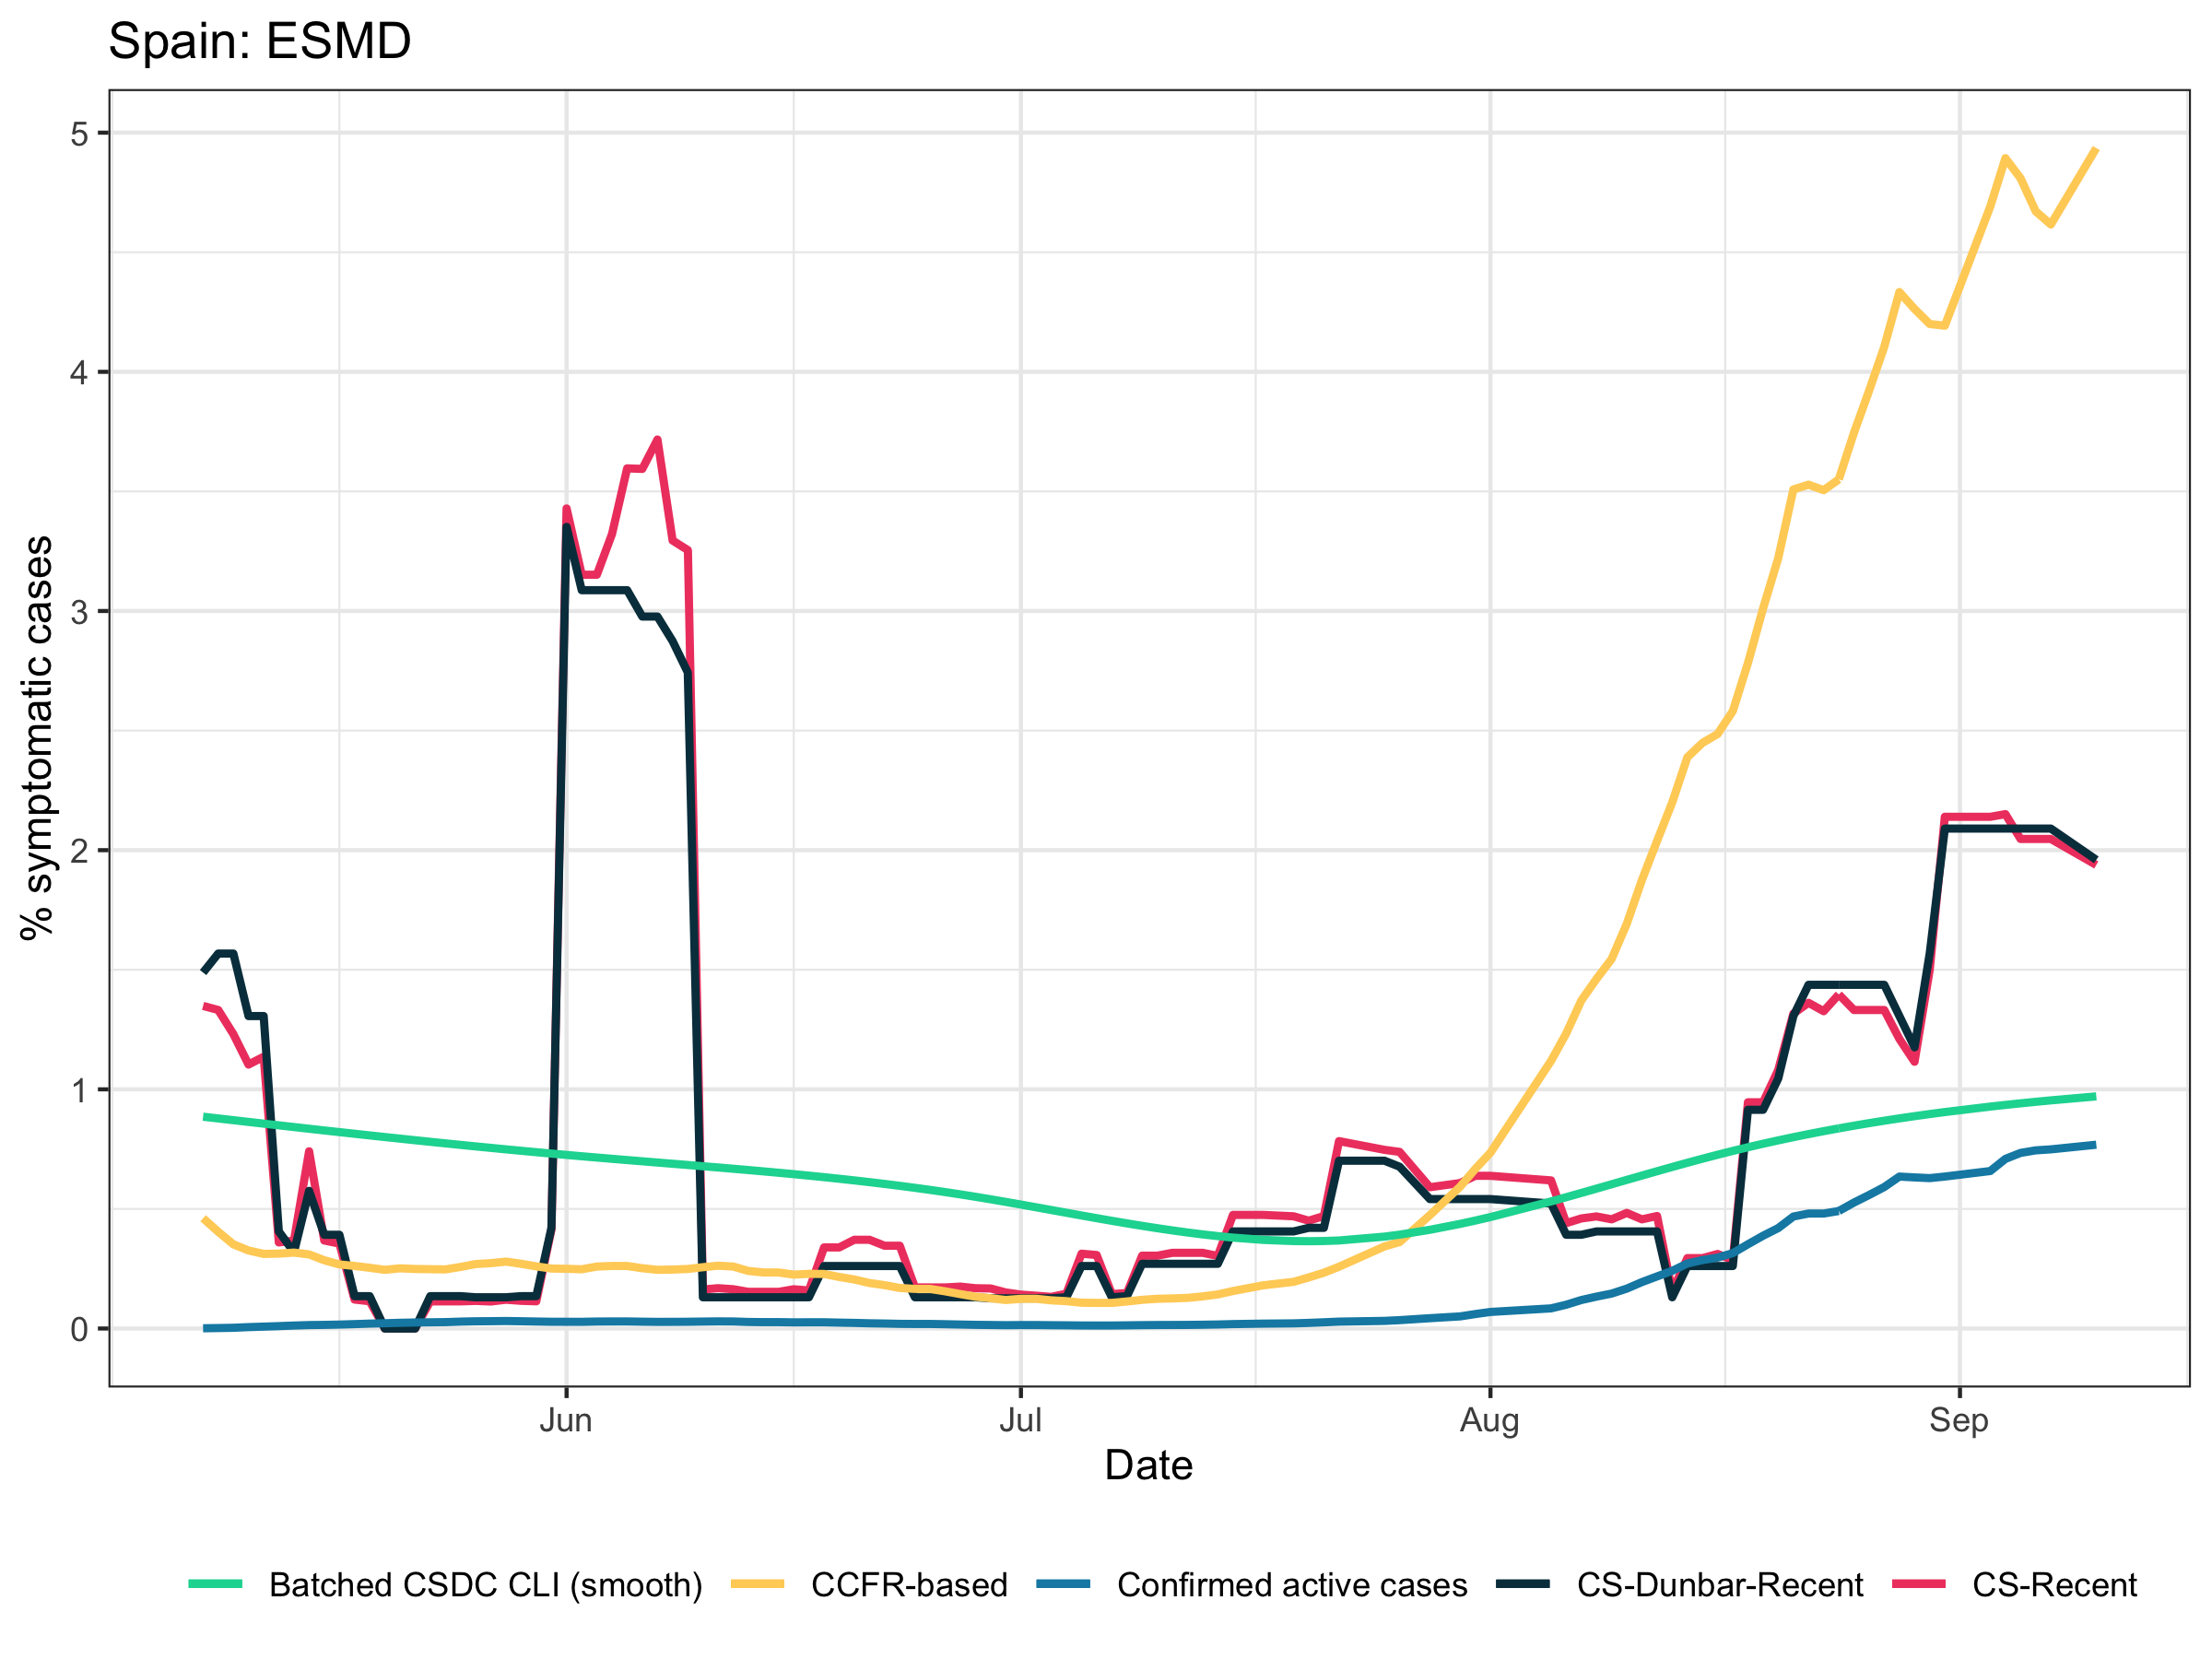 Spain: ESMD
% symptomatic cases
5
4
3
2
1
0
Jun Jul Aug Sep
Date
Batched CSDC CLI (smooth) CCFR-based Confirmed active cases CS-Dunbar-Recent CS-Recent